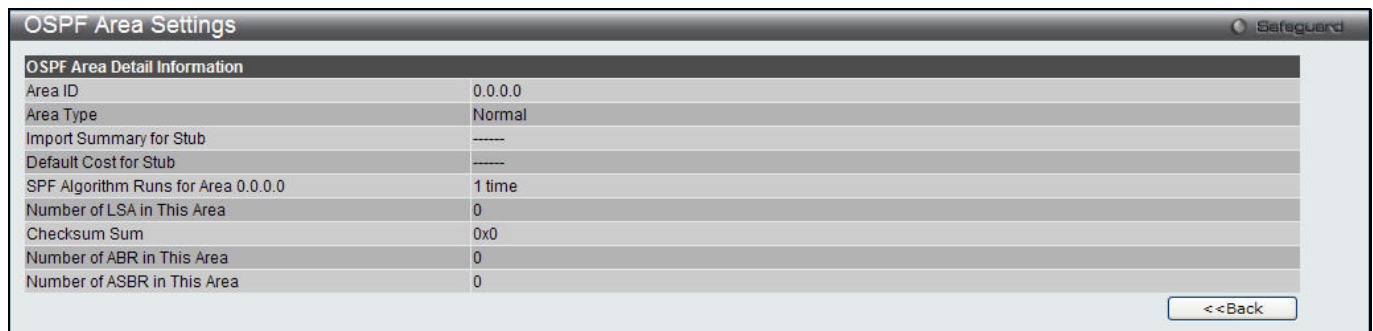 OSPF Area Settings
Safeguard
OSPF Area Detail Information
Area ID 0.0.0.0
Area Type Normal
Import Summary for Stub ------
Default Cost for Stub ------
SPF Algorithm Runs for Area 0.0.0.0 1 time
Number of LSA in This Area 0
Checksum Sum 0x0
Number of ABR in This Area 0
Number of ASBR in This Area 0
<<Back